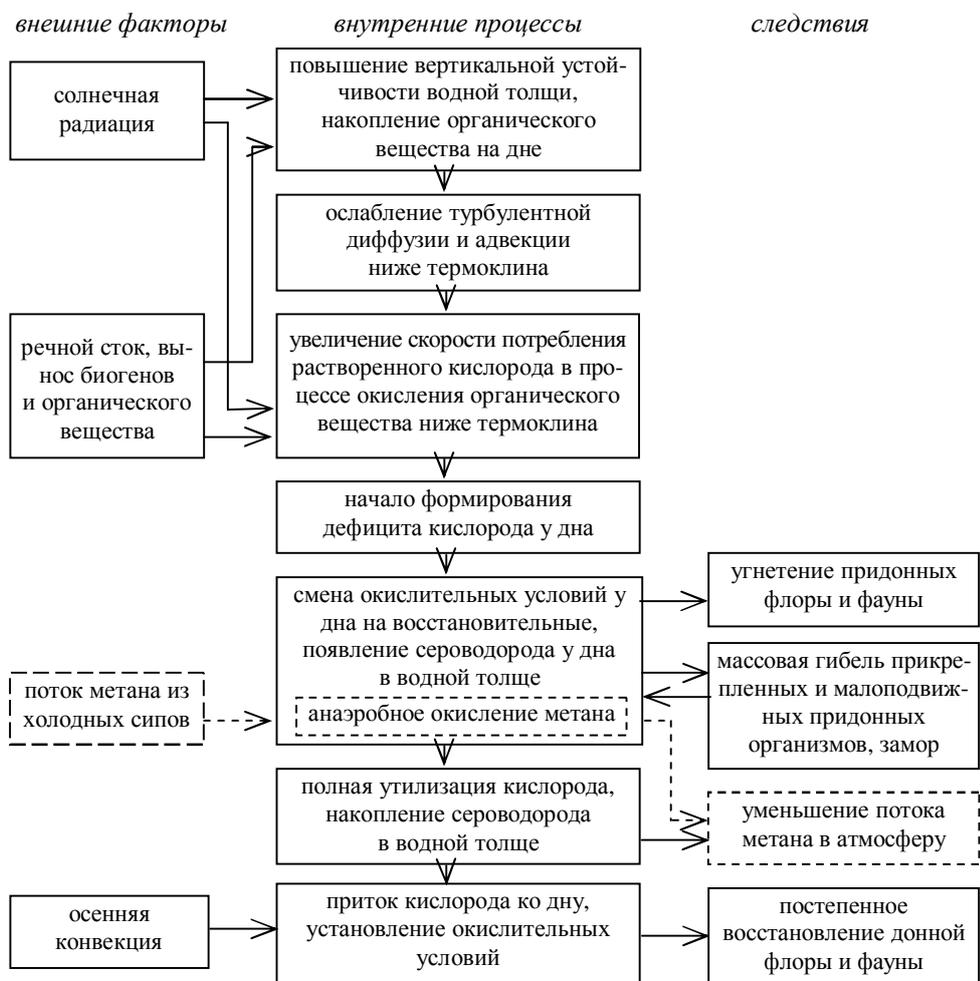 внешние факторы
внутренние процессы
следствия
солнечная
радиация
повышение вертикальной устой-
чивости водной толщи,
накопление органического
вещества на дне
ослабление турбулентной
диффузии и адвекции
ниже термоклина
речной сток, вы-
нос биогенов
и органического
вещества
увеличение скорости потребления
растворенного кислорода в про-
цессе окисления органического
вещества ниже термоклина
начало формирования
дефицита кислорода у дна
смена окислительных условий у
дна на восстановительные,
появление сероводорода у дна
в водной толще
анаэробное окисление метана
угнетение придонных
флоры и фауны
массовая гибель прикре-
пленных и малоподвиж-
ных придонных
организмов, замор
поток метана из
холодных сипов
полная утилизация кислорода,
накопление сероводорода
в водной толще
уменьшение потока
метана в атмосферу
осенняя
конвекция
приток кислорода ко дну,
установление окислительных
условий
постепенное
восстановление донной
флоры и фауны